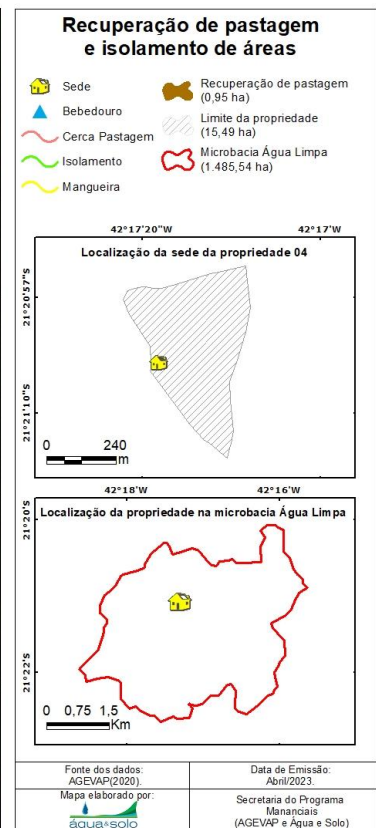 Recuperação de pastagem
e isolamento de áreas
Sede
Bebedouro
Cerca Pastagem
Isolamento
Mangueira
Recuperação de pastagem
(0,95 ha)
Limite da propriedade
(15,49 ha)
Microbacia Água Limpa
(1.485,54 ha)
42°17'20"W 42°17'W
Localização da sede da propriedade 04
21°20'57"S
21°21'10"S
0 240
m
42°18'W 42°16'W
Localização da propriedade na microbacia Água Limpa
21°20'S
21°22'S
0 0,75 1,5
Km
Fonte dos dados:
AGEVAP(2020).
Data de Emissão:
Abril/2023.
Mapa elaborado por:
água&solo
Secretaria do Programa
Mananciais
(AGEVAP e Água e Solo)